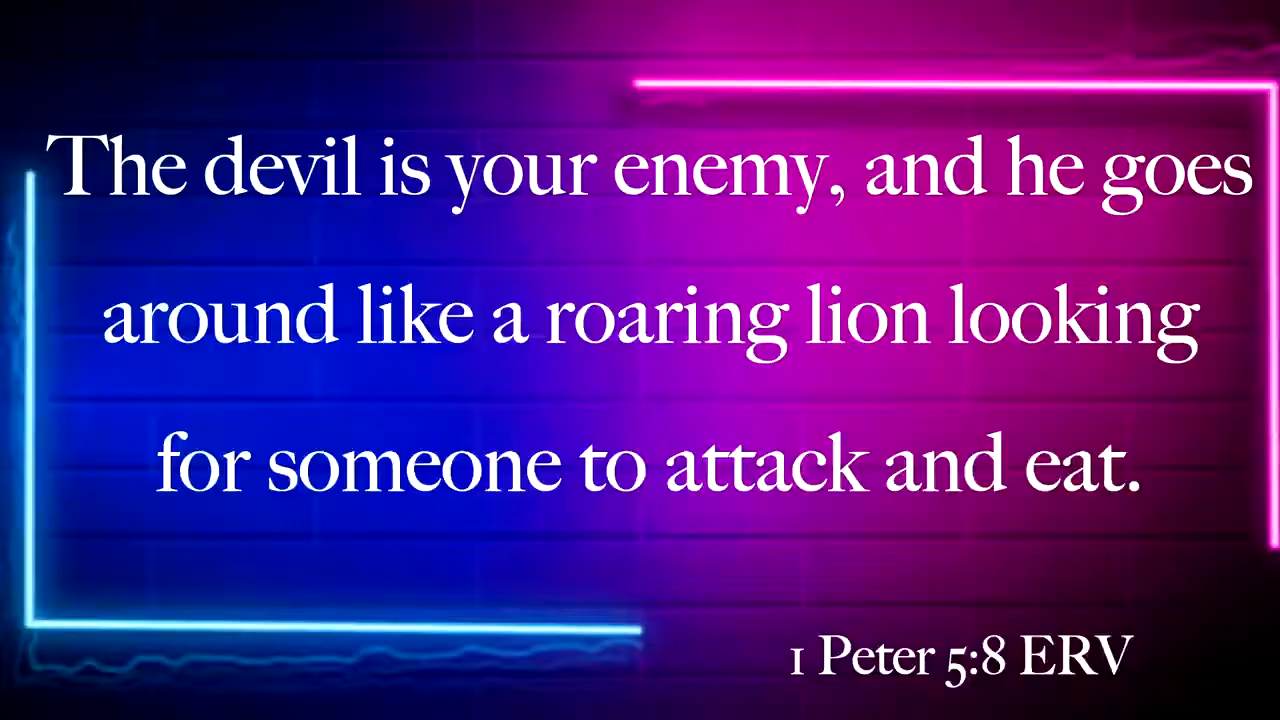 The devil is your enemy, and he goes
around like a roaring lion looking
for someone to attack and eat.
1 Peter 5:8 ERV